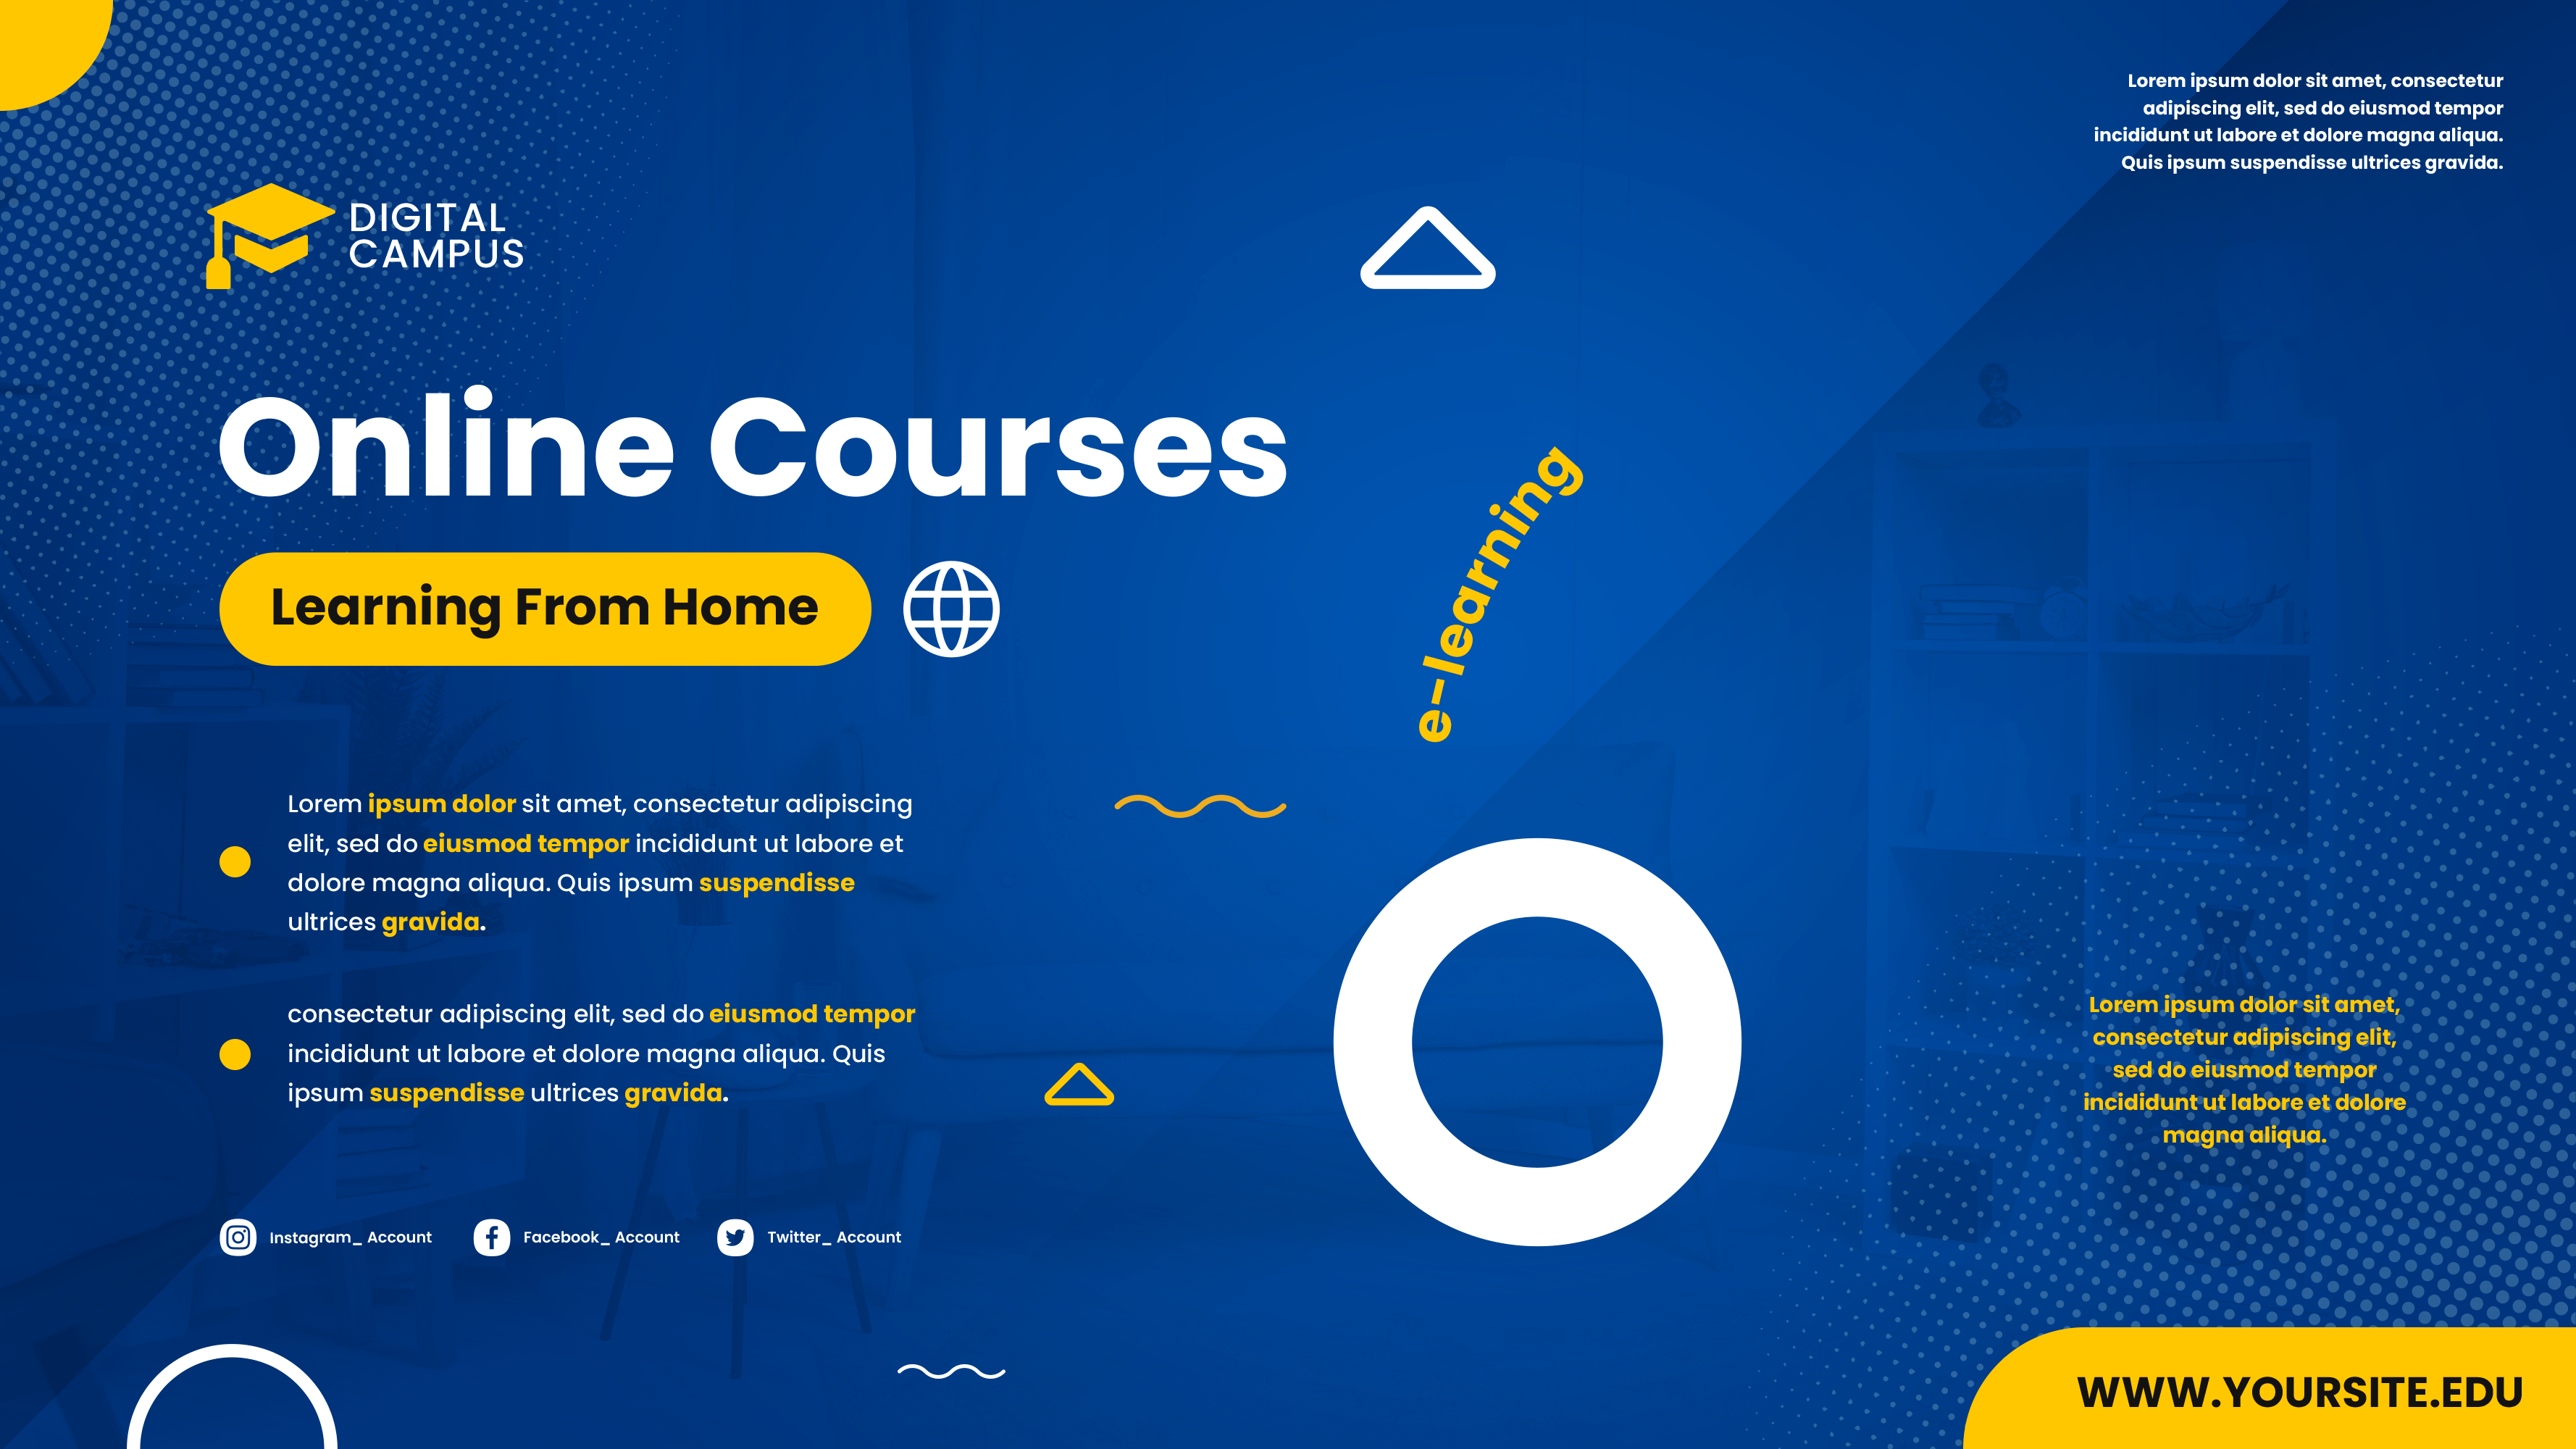 Lorem ipsum dolor sit amet, consectetur
adipiscing elit, sed do eiusmod tempor
incididunt ut labore et dolore magna aliqua.
Quis ipsum suspendisse ultrices gravida.
DIGITAL
CAMPUS
Online Courses
Learning From Home
e-learning
Lorem ipsum dolor sit amet, consectetur adipiscing
elit, sed do eiusmod tempor incididunt ut labore et
dolore magna aliqua. Quis ipsum suspendisse
ultrices gravida.
consectetur adipiscing elit, sed do eiusmod tempor
incididunt ut labore et dolore magna aliqua. Quis
ipsum suspendisse ultrices gravida.
Lorem ipsum dolor sit amet,
consectetur adipiscing elit,
sed do eiusmod tempor
incididunt ut labore et dolore
magna aliqua.
Instagram_ Account Facebook_ Account Twitter_ Account
WWW.YOURSITE.EDU